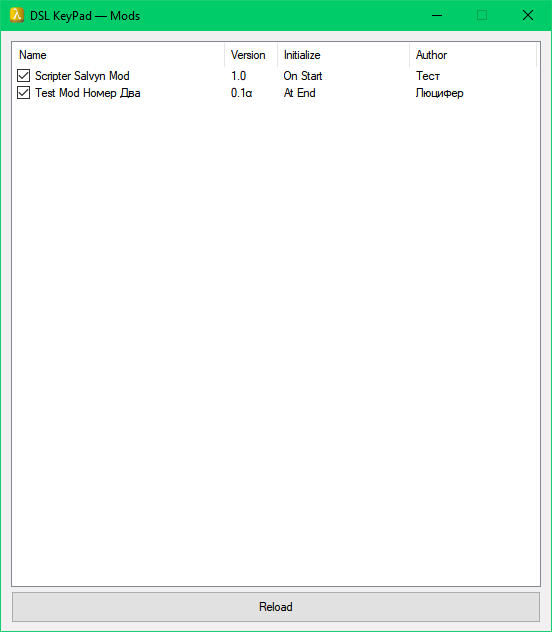 DSL KeyPad — Mods
Name Version Initialize Author
Scripter Salvyn Mod 1.0 On Start Тест
Test Mod Номер Два 0.1α At End Люцифер
Reload